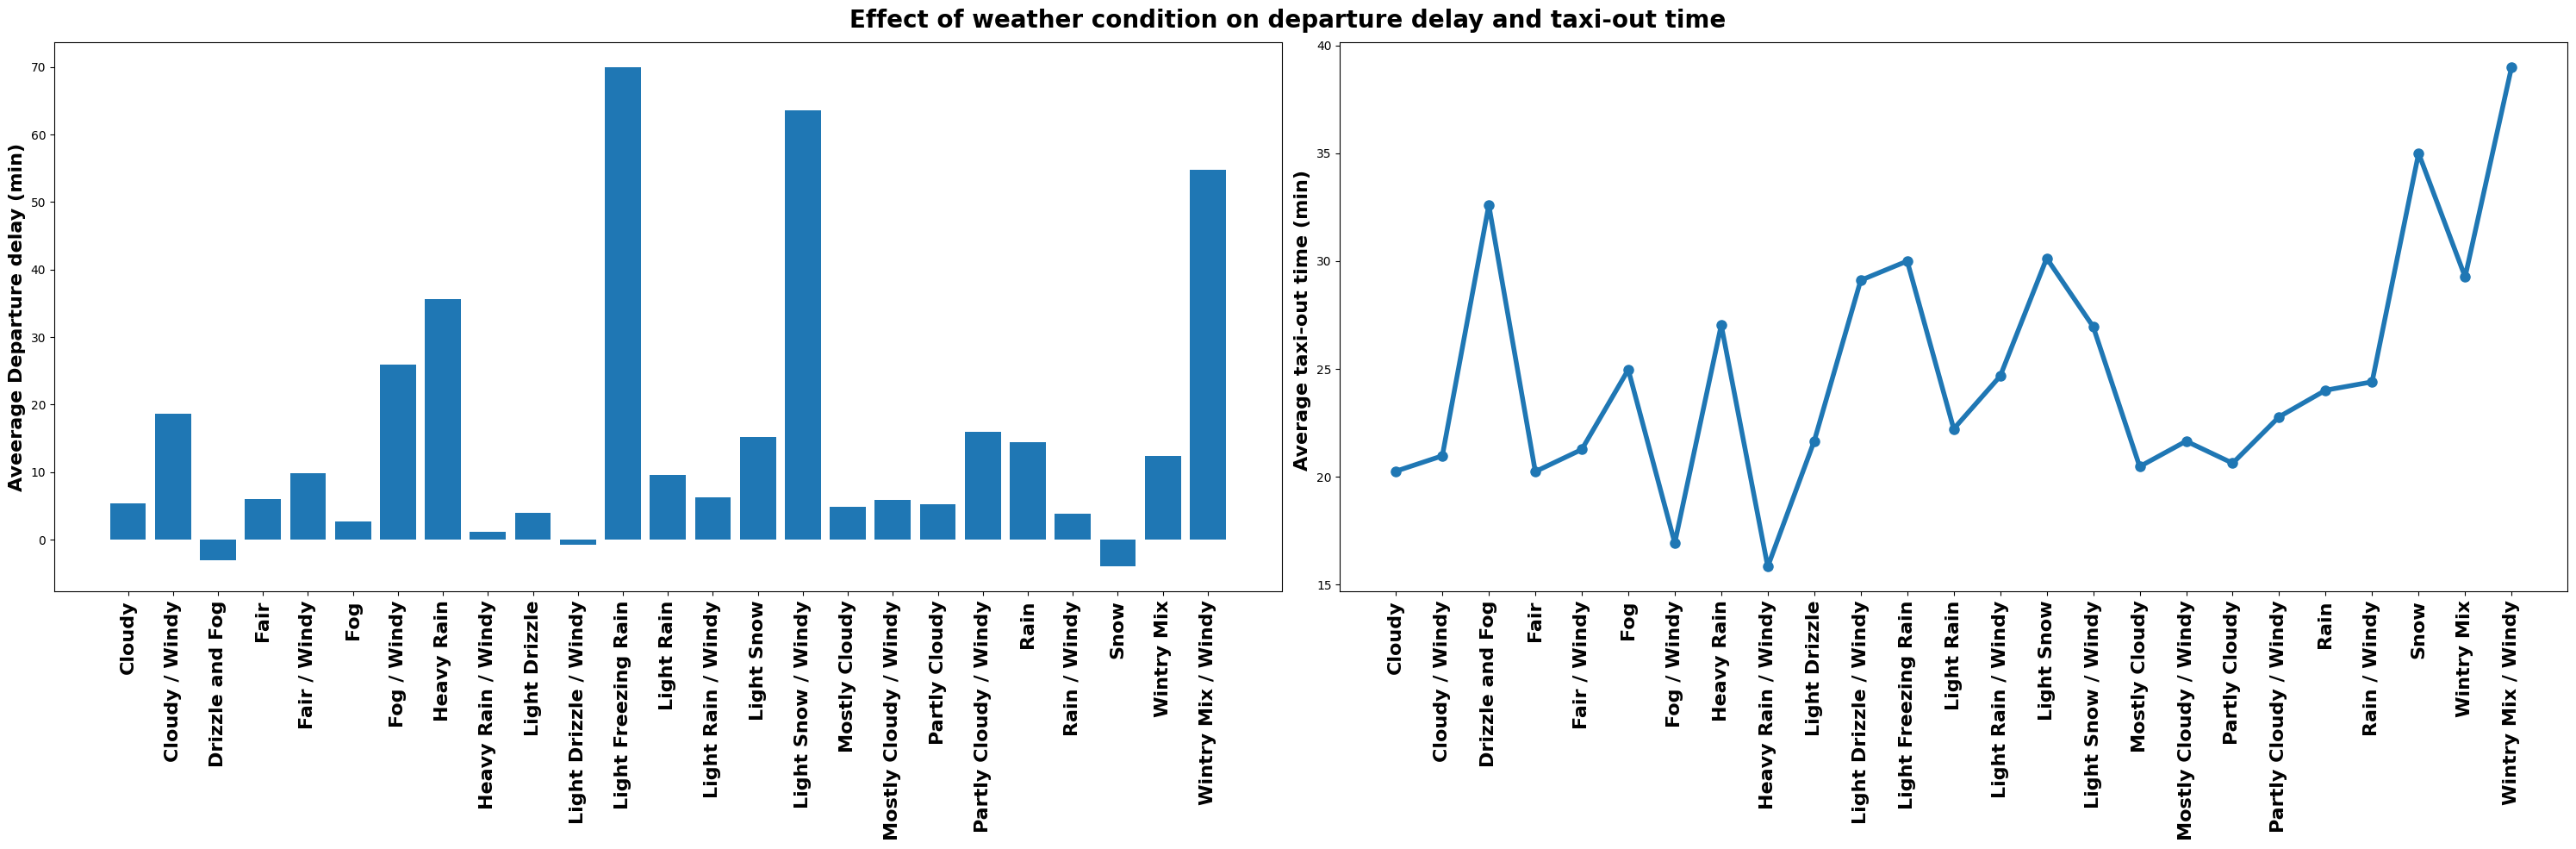 Effect of weather condition on departure delay and taxi-out time
Aveerage Departure delay (min)
70
60
50
40
30
20
10
0
Cloudy
Cloudy / Windy
Drizzle and Fog
Fair
Fair / Windy
Fog
Fog / Windy
Heavy Rain
Heavy Rain / Windy
Light Drizzle
Light Drizzle / Windy
Light Freezing Rain
Light Rain
Light Rain / Windy
Light Snow
Light Snow / Windy
Mostly Cloudy
Mostly Cloudy / Windy
Partly Cloudy
Partly Cloudy / Windy
Rain
Rain / Windy
Snow
Wintry Mix
Wintry Mix / Windy
Average taxi-out time (min)
40
35
30
25
20
15
Cloudy
Cloudy / Windy
Drizzle and Fog
Fair
Fair / Windy
Fog
Fog / Windy
Heavy Rain
Heavy Rain / Windy
Light Drizzle
Light Drizzle / Windy
Light Freezing Rain
Light Rain
Light Rain / Windy
Light Snow
Light Snow / Windy
Mostly Cloudy
Mostly Cloudy / Windy
Partly Cloudy
Partly Cloudy / Windy
Rain
Rain / Windy
Snow
Wintry Mix
Wintry Mix / Windy